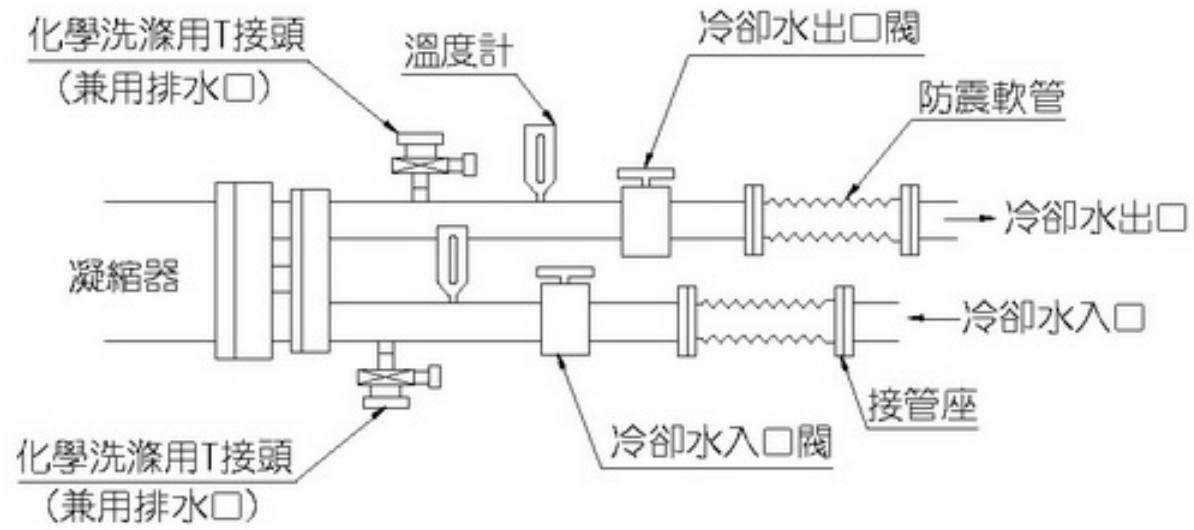 化學洗滌用T接頭
(兼用排水口)
溫度計
冷卻水出口閥
防震軟管
冷卻水出口
凝縮器
冷卻水入口
接管座
冷卻水入口閥
化學洗滌用T接頭
(兼用排水口)